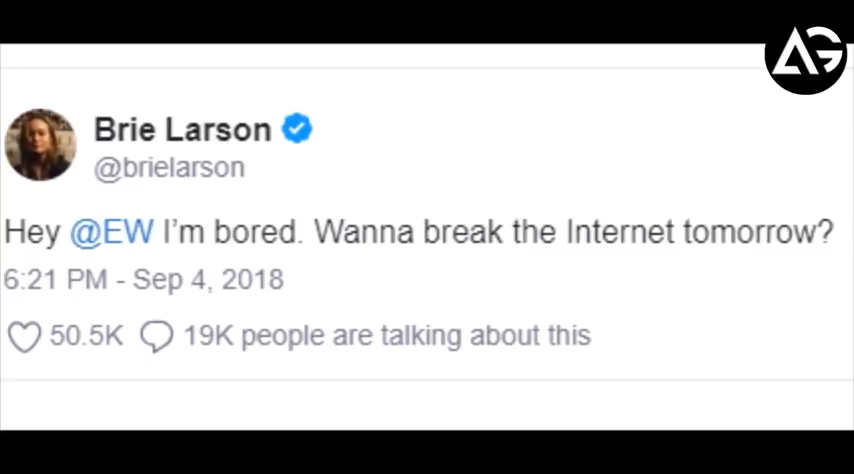 AG
Brie Larson
@brielarson
Hey @EW I'm bored. Wanna break the Internet tomorrow?
6:21 PM - Sep 4, 2018
50.5K 19K people are talking about this